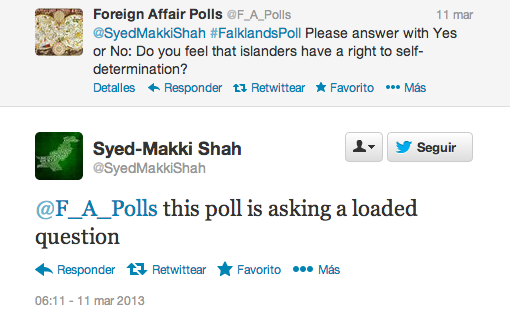 Foreign Affair Polls @F_A_Polls 11 mar
@SyedMakkiShah #FalklandsPoll Please answer with Yes
or No: Do you feel that islanders have a right to self-
determination?
Detalles Responder Retwittear Favorito Más
Syed-Makki Shah
@SyedMakkiShah
Seguir
@F_A_Polls this poll is asking a loaded
question
Responder Retwittear Favorito Más
06:11 - 11 mar 2013